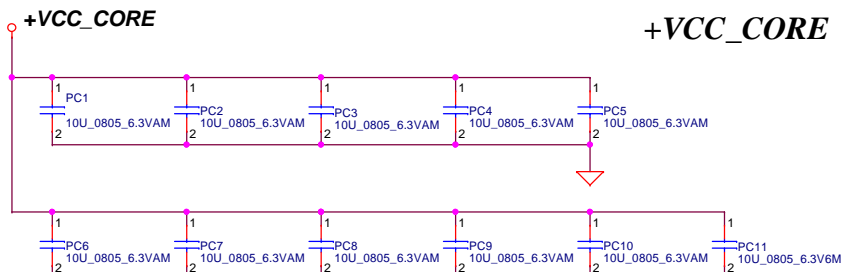 +VCC_CORE
+VCC_CORE
1 1 1 1 1
PC1 PC2 PC3 PC4 PC5
10U_0805_6.3VAM 10U_0805_6.3VAM 10U_0805_6.3VAM 10U_0805_6.3VAM 10U_0805_6.3VAM
2 2 2 2 2
1 1 1 1 1 1
PC6 PC7 PC8 PC9 PC10 PC11
10U_0805_6.3VAM 10U_0805_6.3VAM 10U_0805_6.3VAM 10U_0805_6.3VAM 10U_0805_6.3VAM 10U_0805_6.3V6M
2 2 2 2 2 2